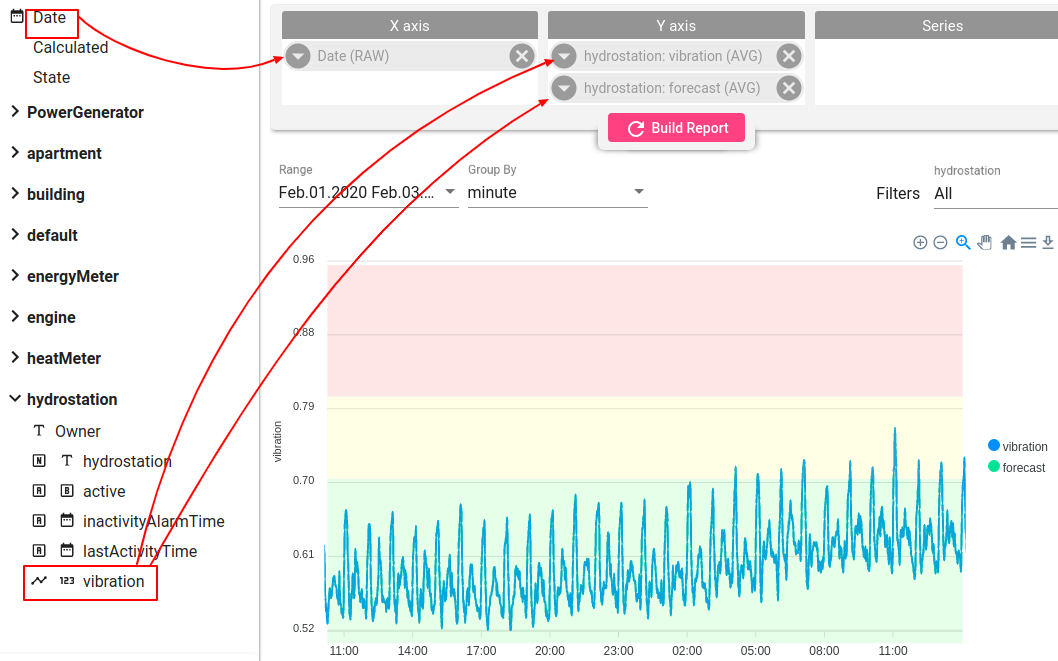 Date
Calculated
State
PowerGenerator
apartment
building
default
energyMeter
engine
heatMeter
hydrostation
T Owner
N T hydrostation
A B active
A inactivityAlarmTime
A lastActivityTime
123 vibration
X axis
Date (RAW)
Y axis
hydrostation: vibration (AVG)
hydrostation: forecast (AVG)
Series
Build Report
Range
Feb.01.2020 Feb.03....
Group By
minute
Filters
hydrostation
All
0.96
0.88
0.79
0.70
0.61
0.52
vibration
11:00 14:00 17:00 20:00 23:00 02:00 05:00 08:00 11:00
vibration
forecast